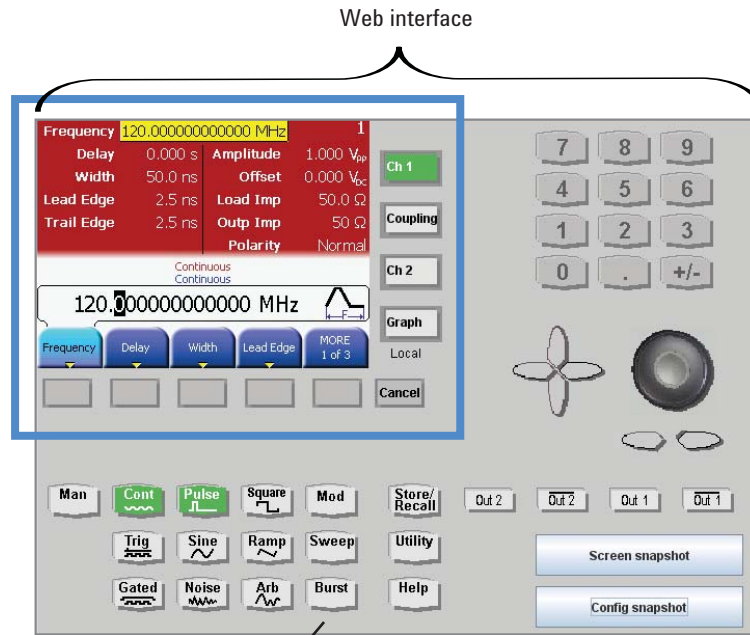 Web interface
Frequency 120.000000000000 MHz 1
Delay 0.000 s Amplitude 1.000 VPP
Width 50.0 ns Offset 0.000 VDC
Lead Edge 2.5 ns Load Imp 50.0 Ω
Trail Edge 2.5 ns Outp Imp 50 Ω
Polarity Normal
Continuous
Continuous
120.000000000000 MHz
F
Frequency Delay Width Lead Edge MORE
1 of 3
Ch 1
Coupling
Ch 2
Graph
Local
Cancel
7 8 9
4 5 6
1 2 3
0 . +/-
Man Cont Pulse Square Mod Store/
Recall
Trig Sine Ramp Sweep Utility
Gated Noise Arb Burst Help
Out 2 Out 2 Out 1 Out 1
Screen snapshot
Config snapshot